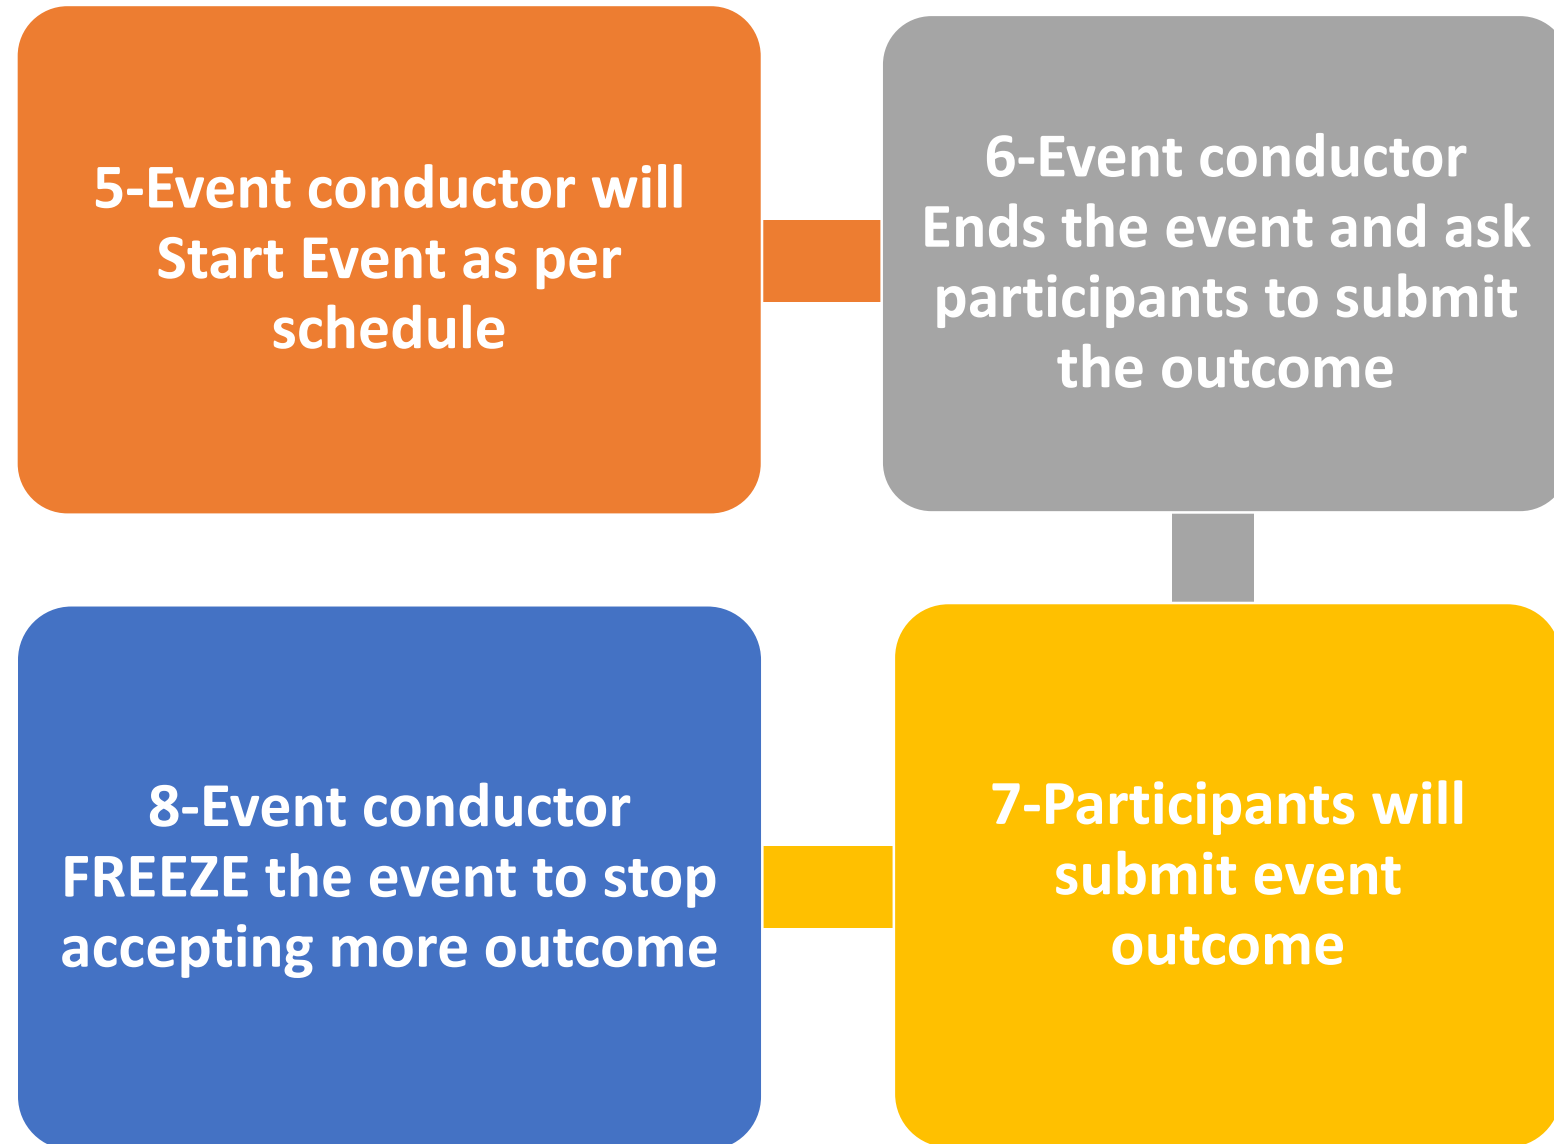 5-Event conductor will
Start Event as per
schedule
6-Event conductor
Ends the event and ask
participants to submit
the outcome
7-Participants will
submit event
outcome
8-Event conductor
FREEZE the event to stop
accepting more outcome